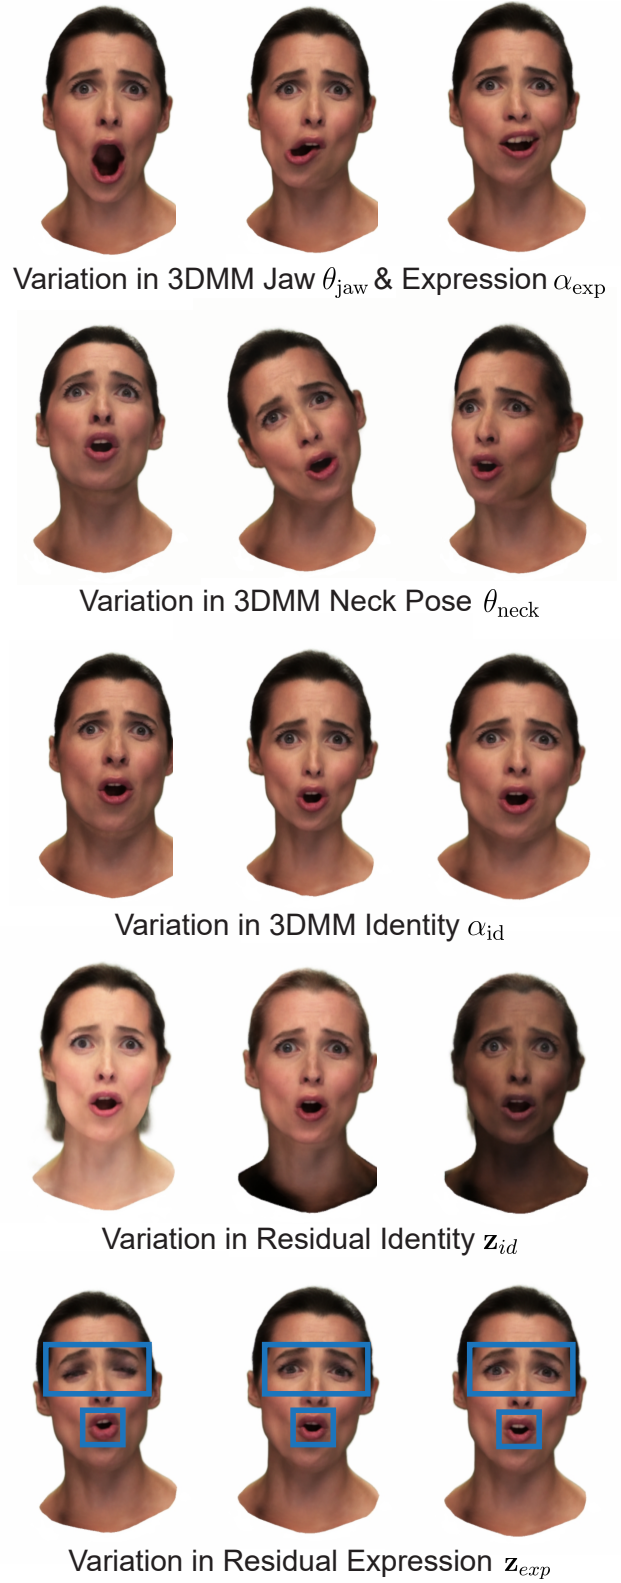 Variation in 3DMM Jaw θ_jaw & Expression α_exp
Variation in 3DMM Neck Pose θ_neck
Variation in 3DMM Identity α_id
Variation in Residual Identity z_id
Variation in Residual Expression z_exp